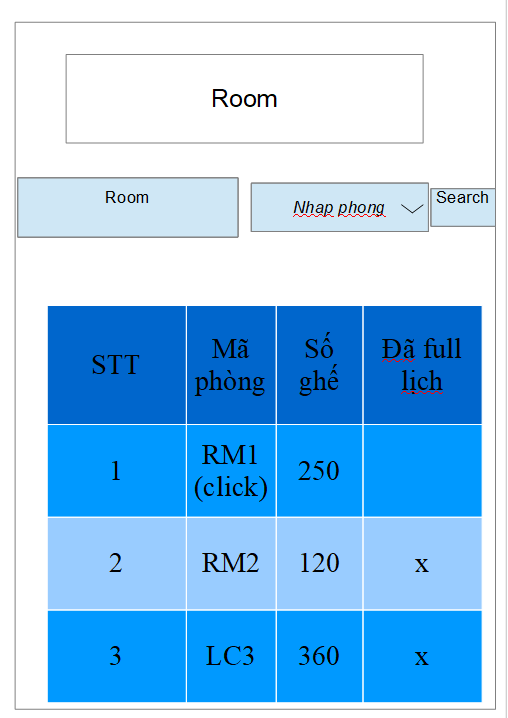 Room
Room
Nhap phong
Search
STT
Mã
phòng
Số
ghế
Đã full
lịch
1
RM1
(click)
250
2
RM2
120
x
3
LC3
360
x